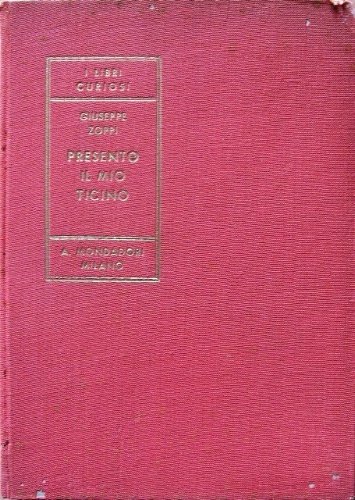 I LIBRI
CURIOSI
GIUSEPPE
ZOPPI
PRESENTO
IL MIO
TICINO
A. MONDADORI
MILANO